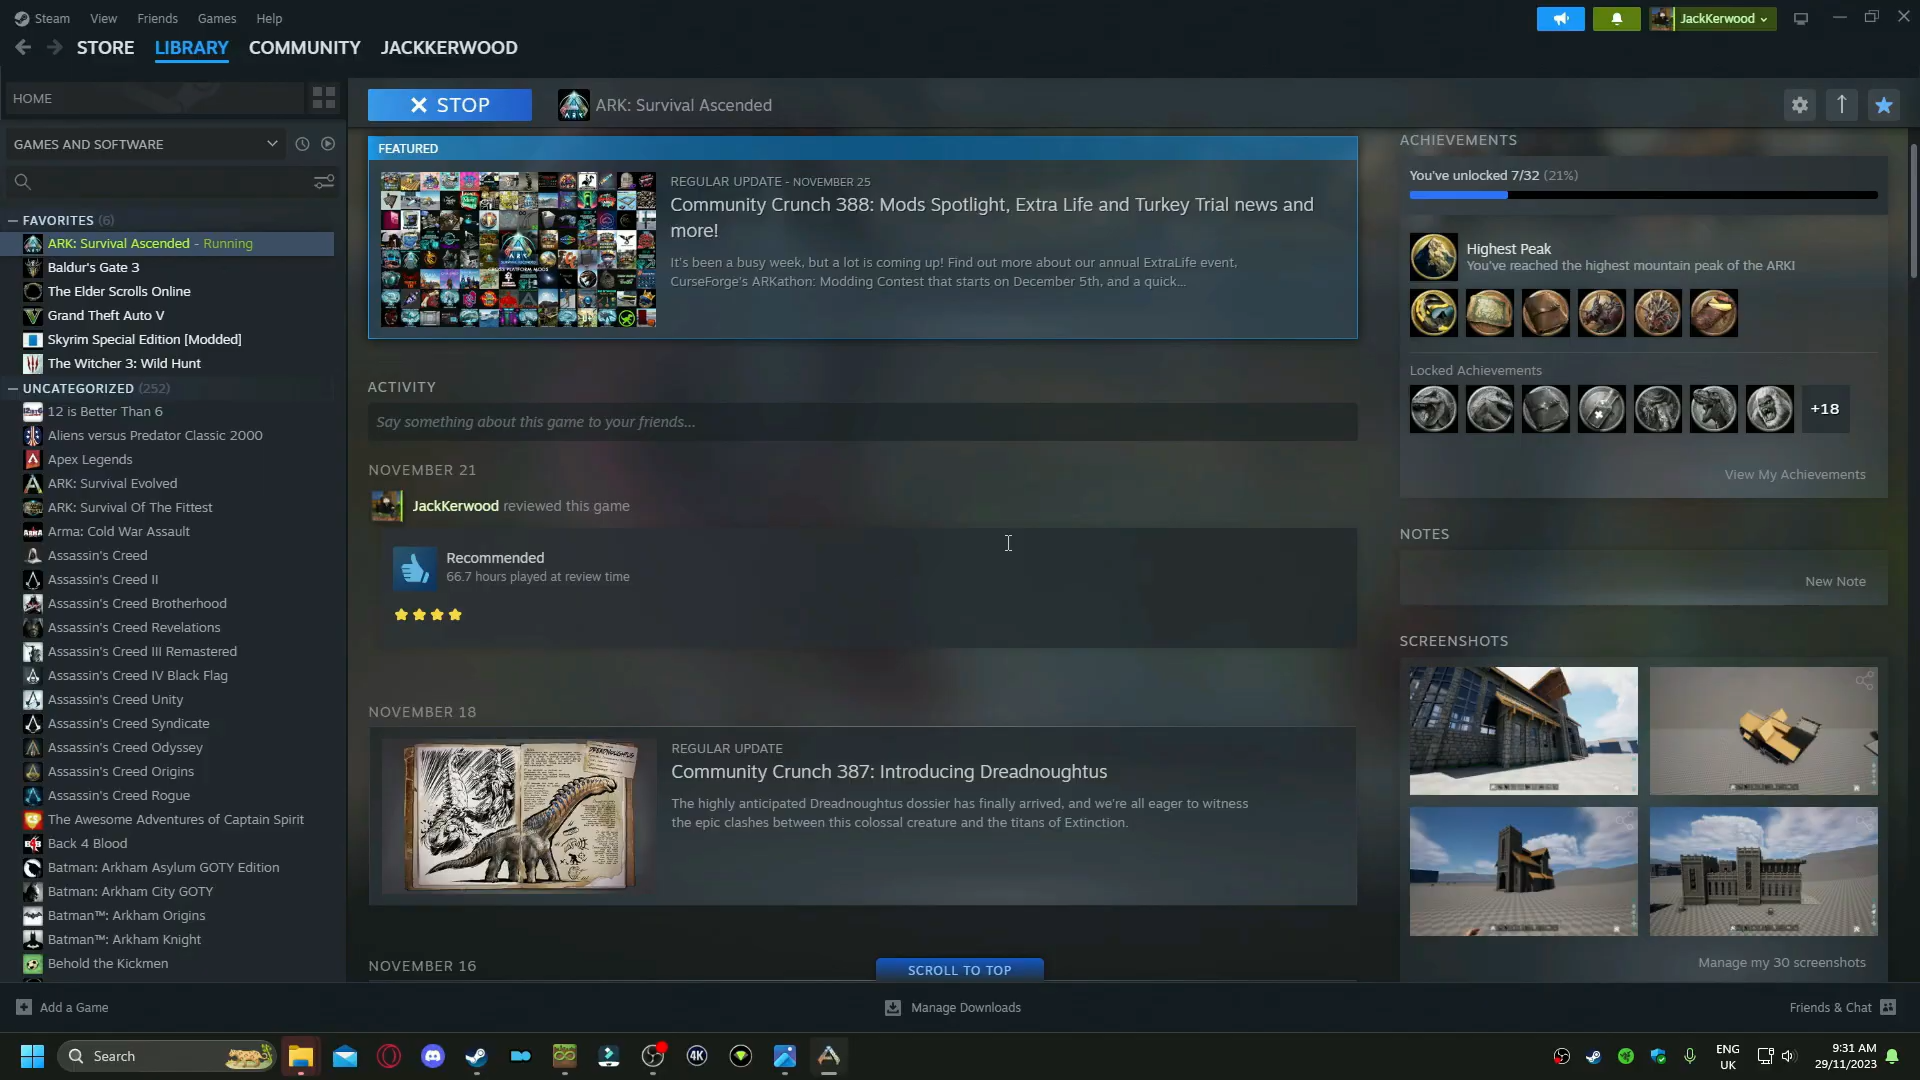 Steam View Friends Games Help
JackKerwood
STORE LIBRARY COMMUNITY JACKKERWOOD
HOME
STOP
ARK: Survival Ascended
GAMES AND SOFTWARE
FAVORITES (6)
ARK: Survival Ascended - Running
Baldur's Gate 3
The Elder Scrolls Online
Grand Theft Auto V
Skyrim Special Edition [Modded]
The Witcher 3: Wild Hunt
UNCATEGORIZED (252)
12 is Better Than 6
Aliens versus Predator Classic 2000
Apex Legends
ARK: Survival Evolved
ARK: Survival Of The Fittest
Arma: Cold War Assault
Assassin's Creed
Assassin's Creed II
Assassin's Creed Brotherhood
Assassin's Creed Revelations
Assassin's Creed III Remastered
Assassin's Creed IV Black Flag
Assassin's Creed Unity
Assassin's Creed Syndicate
Assassin's Creed Odyssey
Assassin's Creed Origins
Assassin's Creed Rogue
The Awesome Adventures of Captain Spirit
Back 4 Blood
Batman: Arkham Asylum GOTY Edition
Batman: Arkham City GOTY
Batman™: Arkham Origins
Batman™: Arkham Knight
Behold the Kickmen
FEATURED
REGULAR UPDATE - NOVEMBER 25
Community Crunch 388: Mods Spotlight, Extra Life and Turkey Trial news and
more!
It's been a busy week, but a lot is coming up! Find out more about our annual ExtraLife event,
CurseForge's ARKathon: Modding Contest that starts on December 5th, and a quick...
ACTIVITY
Say something about this game to your friends...
NOVEMBER 21
JackKerwood reviewed this game
Recommended
66.7 hours played at review time
NOVEMBER 18
DREADNOUGHTUS
REGULAR UPDATE
Community Crunch 387: Introducing Dreadnoughtus
The highly anticipated Dreadnoughtus dossier has finally arrived, and we're all eager to witness
the epic clashes between this colossal creature and the titans of Extinction.
NOVEMBER 16
SCROLL TO TOP
ACHIEVEMENTS
You've unlocked 7/32 (21%)
Highest Peak
You've reached the highest mountain peak of the ARK!
Locked Achievements
+18
View My Achievements
NOTES
New Note
SCREENSHOTS
Manage my 30 screenshots
Add a Game
Manage Downloads
Friends & Chat
Search
4K
ENG
UK
9:31 AM
29/11/2023